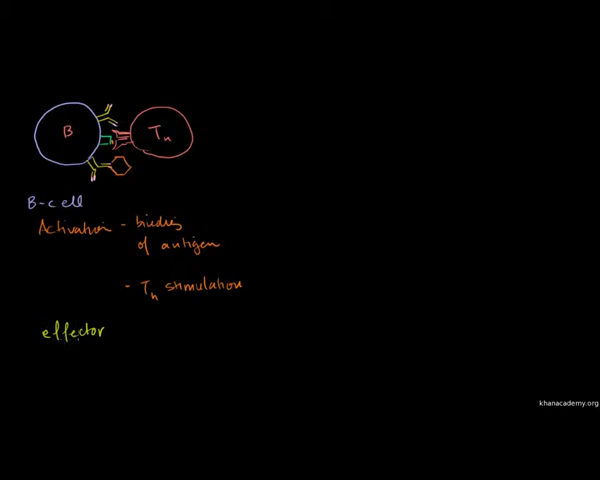 B
Th
B-cell
Activation - binding
of antigen
- Th stimulation
effector
khanacademy.org